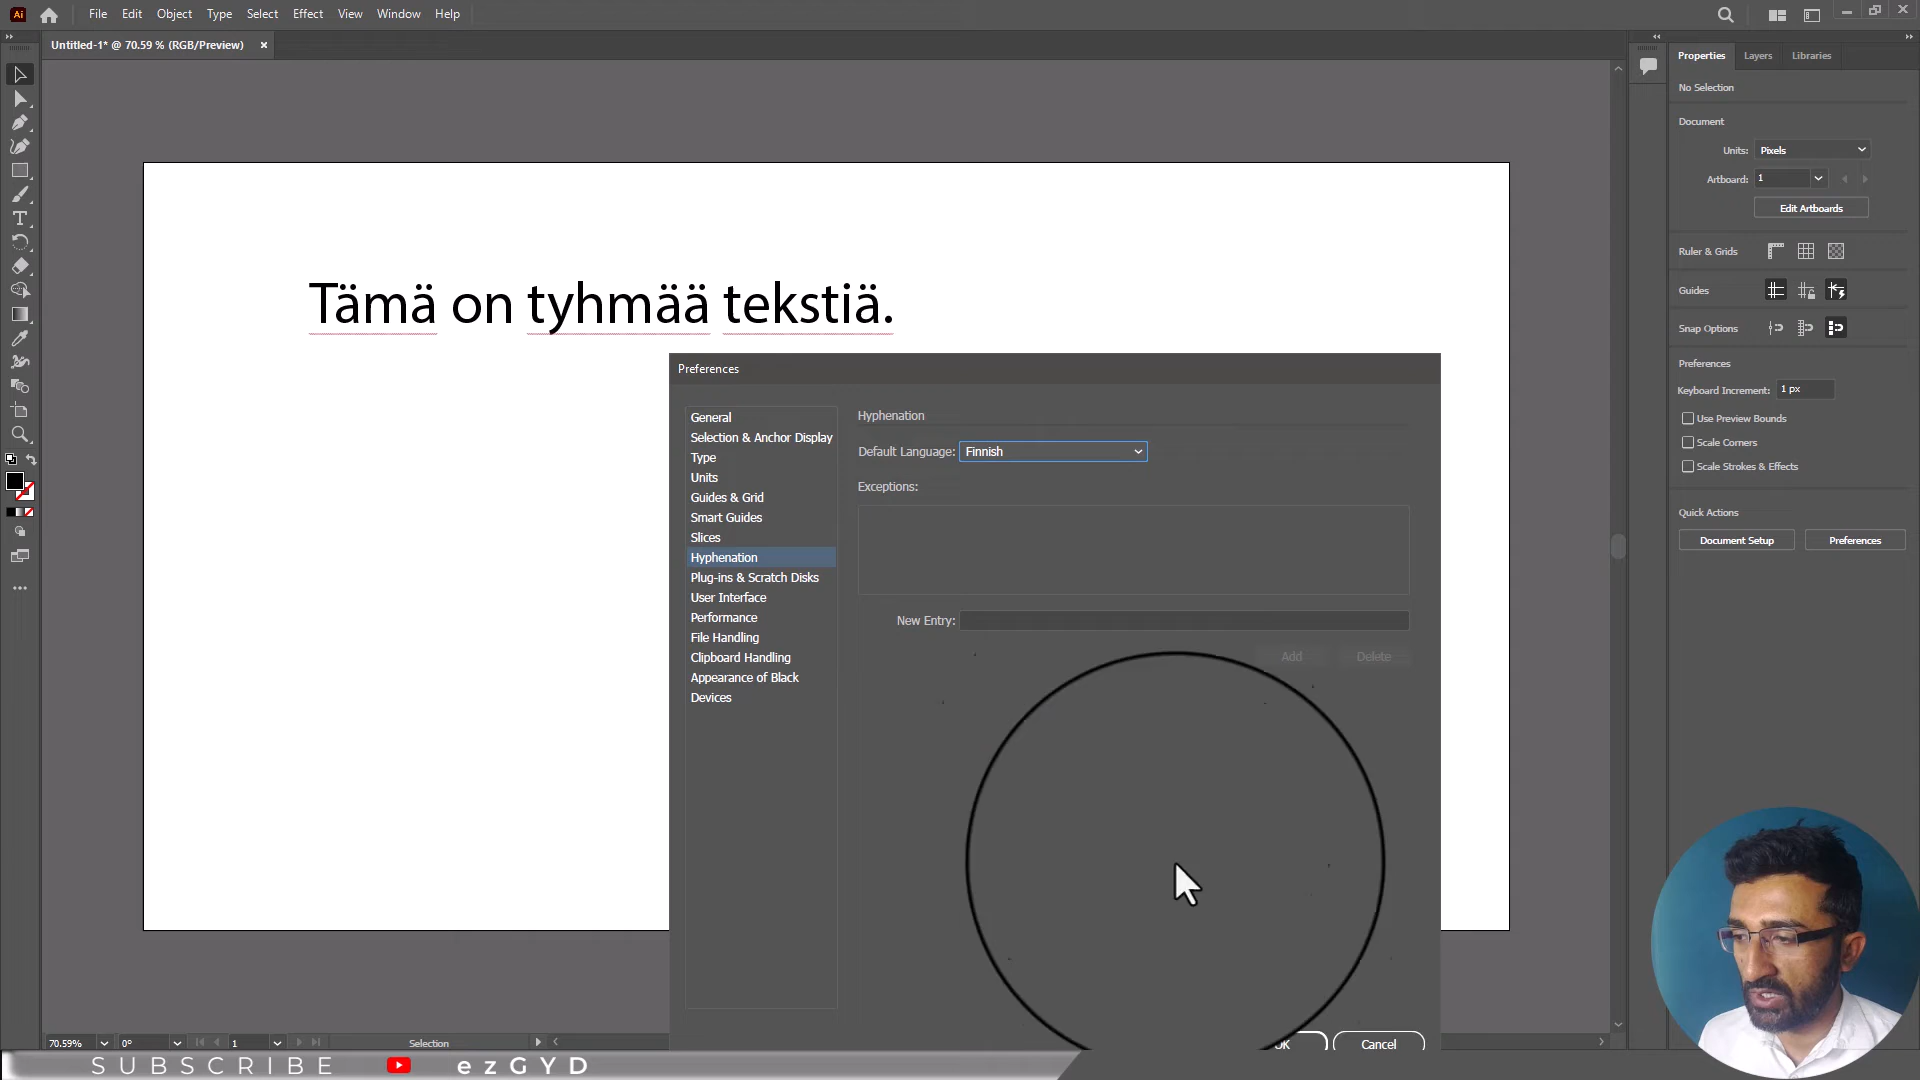 Ai File Edit Object Type Select Effect View Window Help
Untitled-1* @ 70.59 % (RGB/Preview) ×
Properties Layers Libraries
No Selection
Document
Units: Pixels
Artboard: 1
Edit Artboards
Ruler & Grids
Guides
Snap Options
Preferences
Keyboard Increment: 1 px
Use Preview Bounds
Scale Corners
Scale Strokes & Effects
Quick Actions
Document Setup Preferences
Tämä on tyhmää tekstiä.
Preferences
General
Selection & Anchor Display
Type
Units
Guides & Grid
Smart Guides
Slices
Hyphenation
Plug-ins & Scratch Disks
User Interface
Performance
File Handling
Clipboard Handling
Appearance of Black
Devices
Hyphenation
Default Language: Finnish
Exceptions:
New Entry:
Add Delete
OK Cancel
70.59% 0° 1 Selection
SUBSCRIBE ezGYD